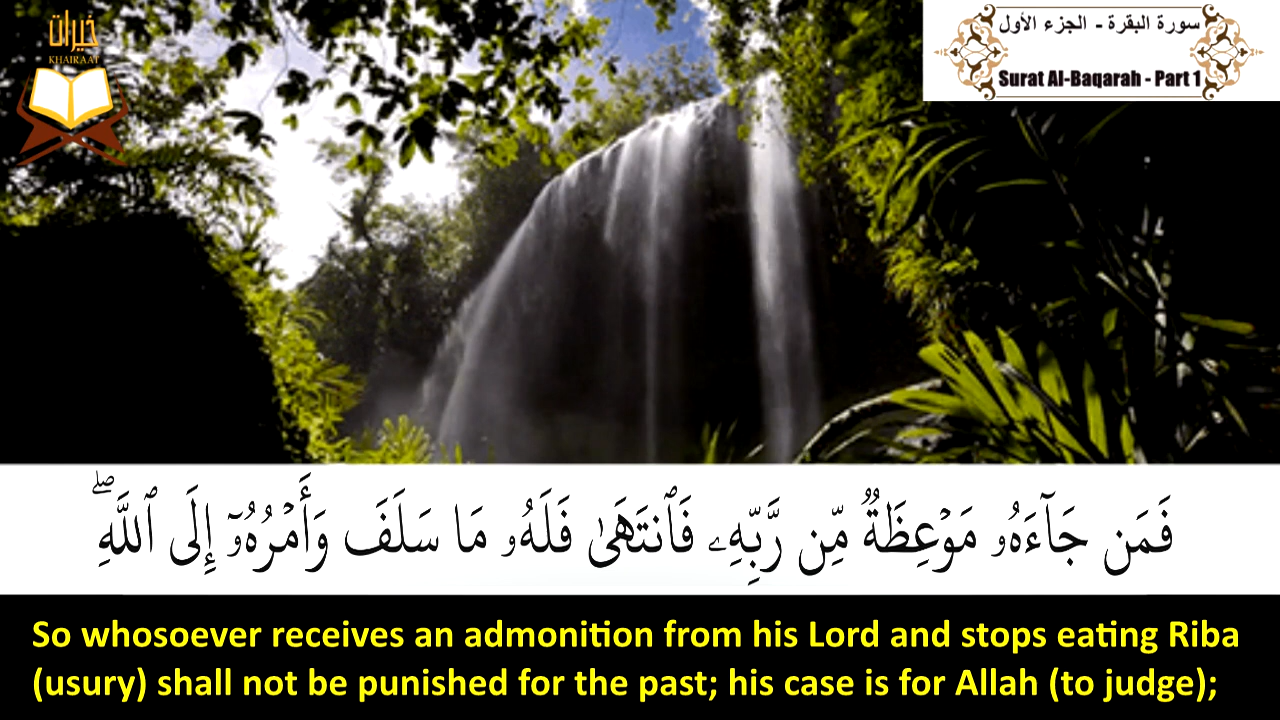 خيرات
KHAIRAAT
سورة البقرة - الجزء الأول
Surat Al-Baqarah - Part 1
فَمَن جَآءَهُۥ مَوْعِظَةٌ مِّن رَّبِّهِۦ فَٱنتَهَىٰ فَلَهُۥ مَا سَلَفَ وَأَمْرُهُۥٓ إِلَى ٱللَّهِ ۖ
So whosoever receives an admonition from his Lord and stops eating Riba
(usury) shall not be punished for the past; his case is for Allah (to judge);